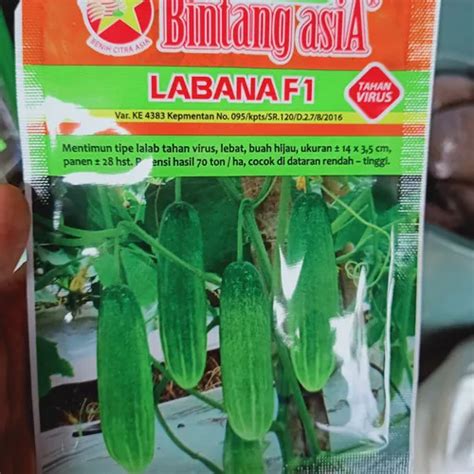 Bintang asiA®
BENIH CITRA ASIA
LABANA F1
TAHAN
VIRUS
Var. KE 4383 Kepmentan No. 095/kpts/SR.120/D.2.7/8/2016
Mentimun tipe lalab tahan virus, lebat, buah hijau, ukuran ± 14 x 3,5 cm,
panen ± 28 hst. Potensi hasil 70 ton / ha, cocok di dataran rendah – tinggi.